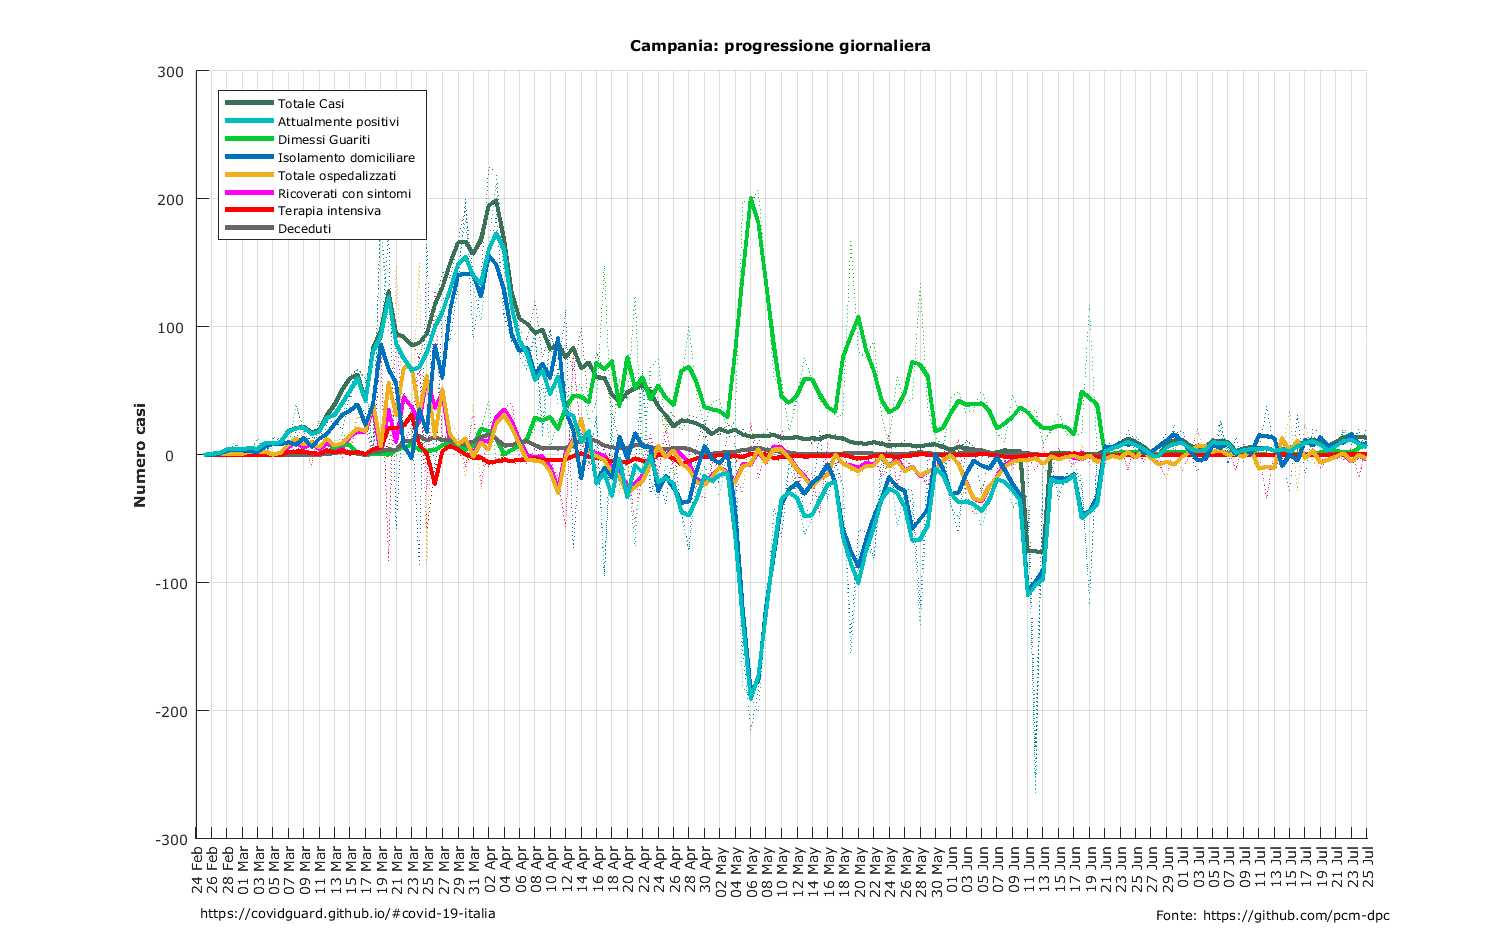 Campania: progressione giornaliera
Numero casi
300
200
100
0
-100
-200
-300
Totale Casi
Attualmente positivi
Dimessi Guariti
Isolamento domiciliare
Totale ospedalizzati
Ricoverati con sintomi
Terapia intensiva
Deceduti
24 Feb
26 Feb
28 Feb
01 Mar
03 Mar
05 Mar
07 Mar
09 Mar
11 Mar
13 Mar
15 Mar
17 Mar
19 Mar
21 Mar
23 Mar
25 Mar
27 Mar
29 Mar
31 Mar
02 Apr
04 Apr
06 Apr
08 Apr
10 Apr
12 Apr
14 Apr
16 Apr
18 Apr
20 Apr
22 Apr
24 Apr
26 Apr
28 Apr
30 Apr
02 May
04 May
06 May
08 May
10 May
12 May
14 May
16 May
18 May
20 May
22 May
24 May
26 May
28 May
30 May
01 Jun
03 Jun
05 Jun
07 Jun
09 Jun
11 Jun
13 Jun
15 Jun
17 Jun
19 Jun
21 Jun
23 Jun
25 Jun
27 Jun
29 Jun
01 Jul
03 Jul
05 Jul
07 Jul
09 Jul
11 Jul
13 Jul
15 Jul
17 Jul
19 Jul
21 Jul
23 Jul
25 Jul
https://covidguard.github.io/#covid-19-italia
Fonte: https://github.com/pcm-dpc